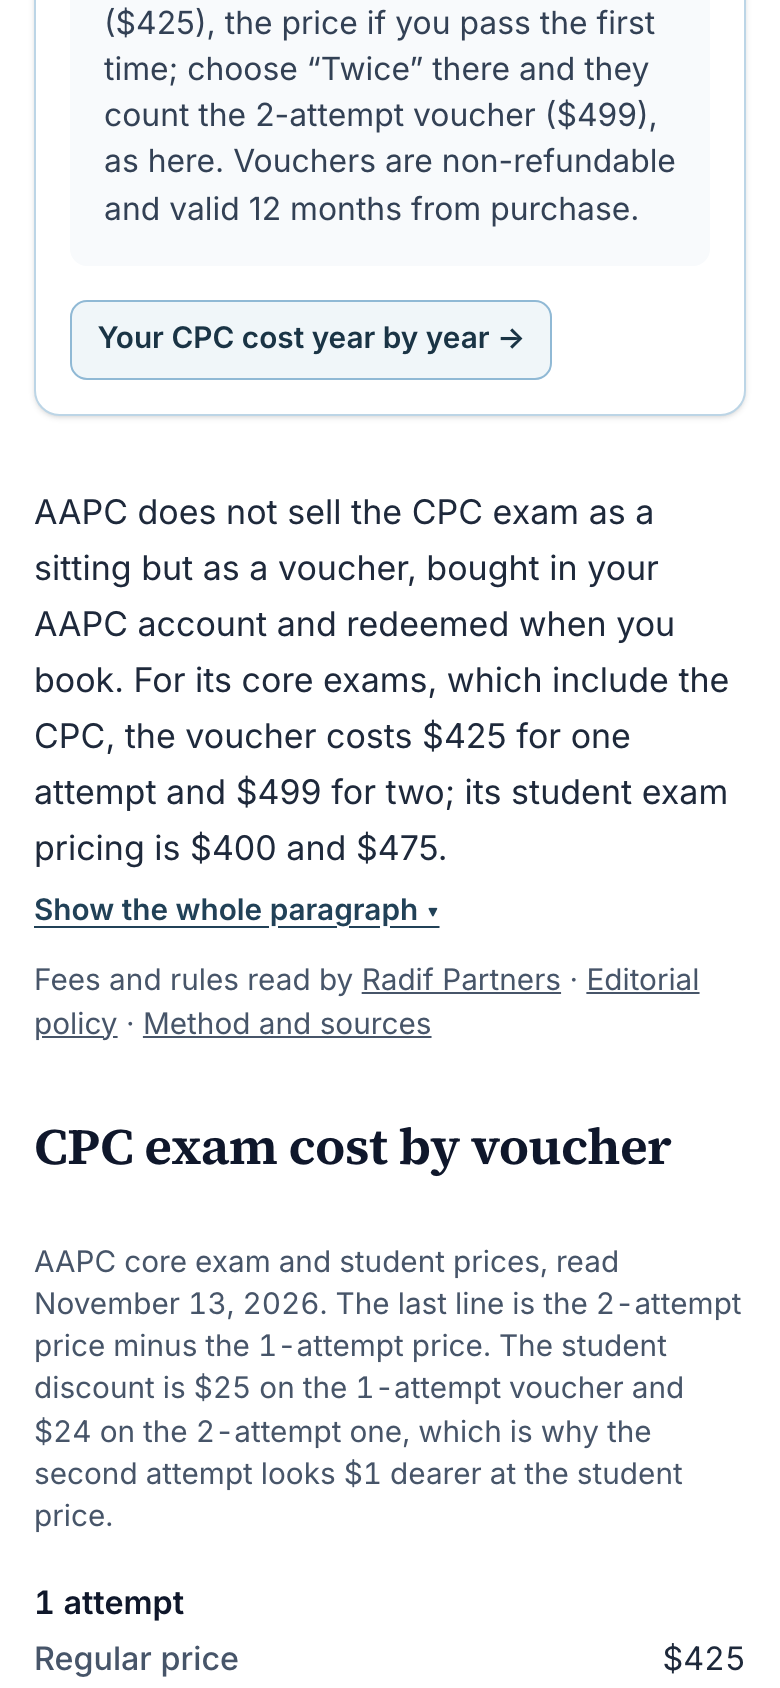 ($425), the price if you pass the first
time; choose “Twice” there and they
count the 2-attempt voucher ($499),
as here. Vouchers are non-refundable
and valid 12 months from purchase.
Your CPC cost year by year →
AAPC does not sell the CPC exam as a
sitting but as a voucher, bought in your
AAPC account and redeemed when you
book. For its core exams, which include the
CPC, the voucher costs $425 for one
attempt and $499 for two; its student exam
pricing is $400 and $475.
Show the whole paragraph ▾
Fees and rules read by Radif Partners · Editorial
policy · Method and sources
CPC exam cost by voucher
AAPC core exam and student prices, read
November 13, 2026. The last line is the 2-attempt
price minus the 1-attempt price. The student
discount is $25 on the 1-attempt voucher and
$24 on the 2-attempt one, which is why the
second attempt looks $1 dearer at the student
price.
1 attempt
Regular price $425